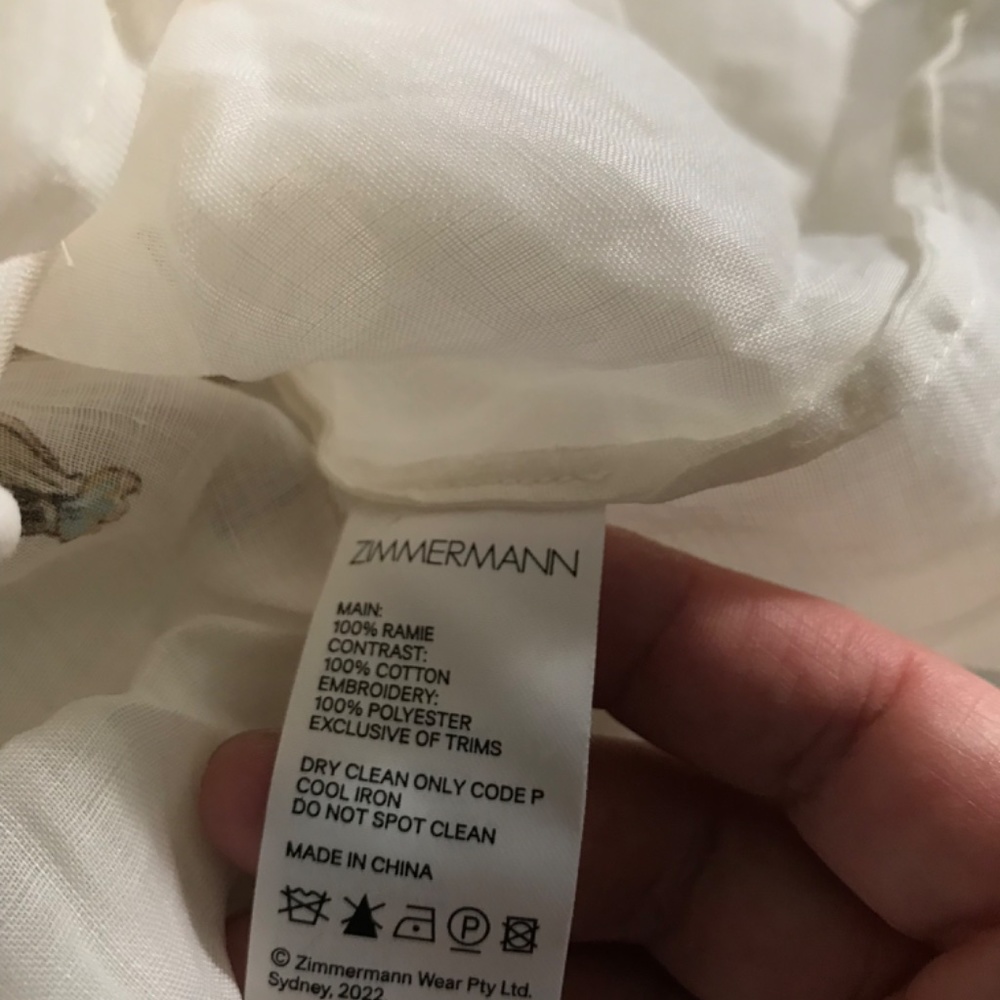 ZIMMERMANN
MAIN:
100% RAMIE
CONTRAST:
100% COTTON
EMBROIDERY:
100% POLYESTER
EXCLUSIVE OF TRIMS
DRY CLEAN ONLY CODE P
COOL IRON
DO NOT SPOT CLEAN
MADE IN CHINA
P
© Zimmermann Wear Pty Ltd.
Sydney, 2022